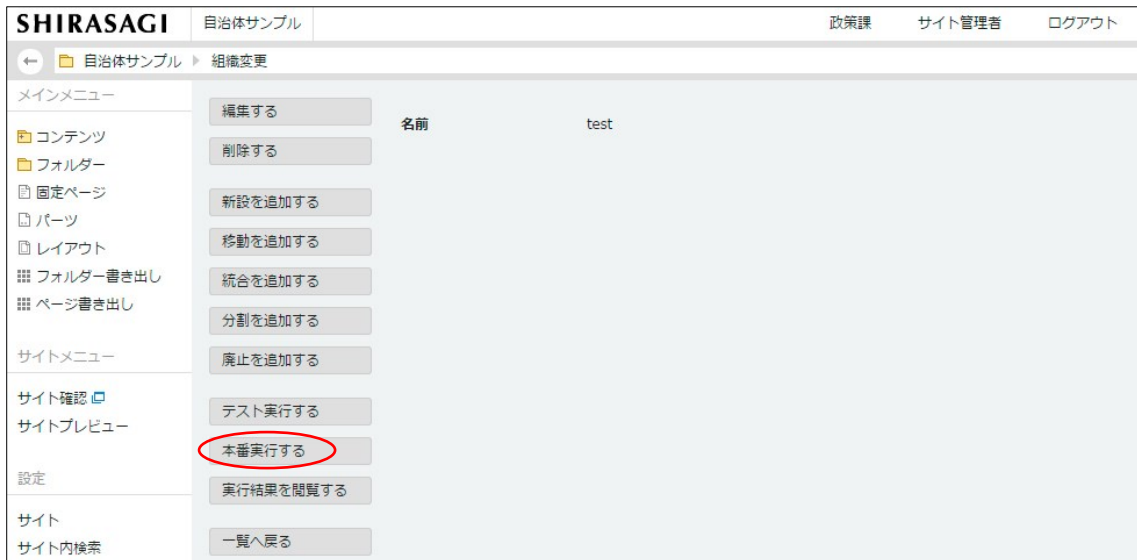 SHIRASAGI 自治体サンプル 政策課 サイト管理者 ログアウト
自治体サンプル 組織変更
メインメニュー
コンテンツ
フォルダー
固定ページ
パーツ
レイアウト
フォルダー書き出し
ページ書き出し
サイトメニュー
サイト確認
サイトプレビュー
設定
サイト
サイト内検索
編集する
削除する
新設を追加する
移動を追加する
統合を追加する
分割を追加する
廃止を追加する
テスト実行する
本番実行する
実行結果を閲覧する
一覧へ戻る
名前 test